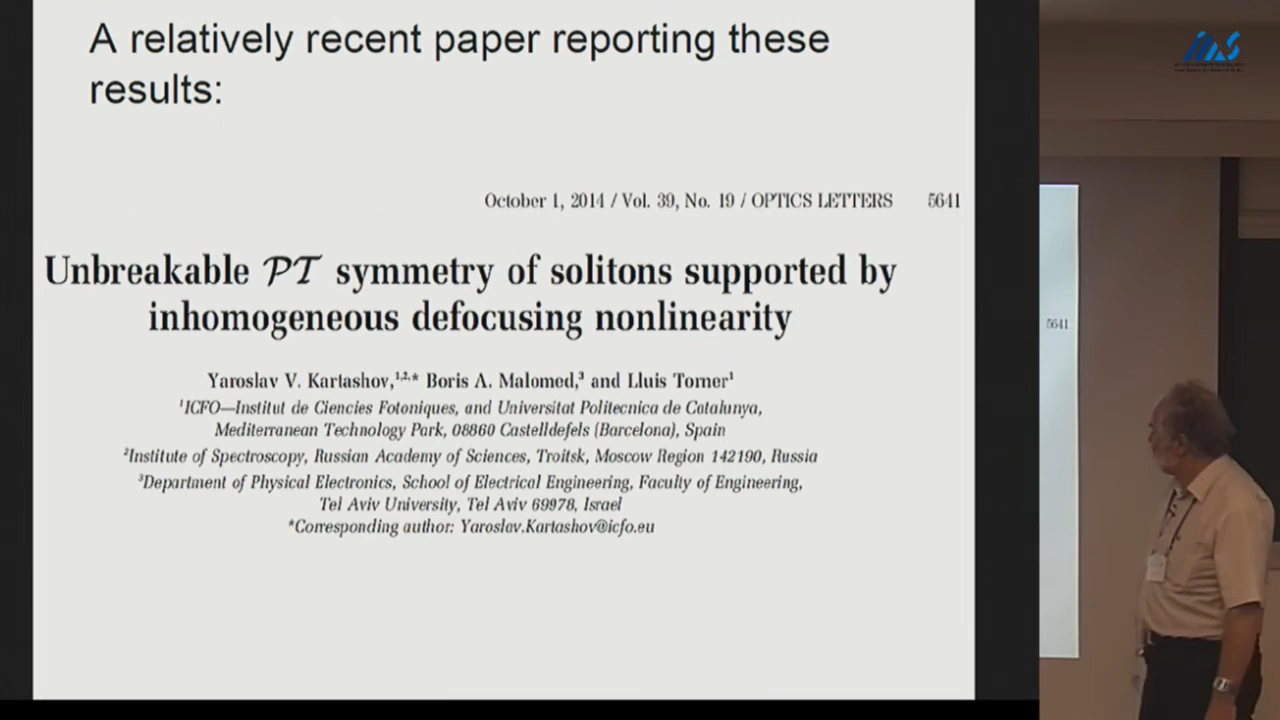 A relatively recent paper reporting these
results:
October 1, 2014 / Vol. 39, No. 19 / OPTICS LETTERS 5641
Unbreakable PT symmetry of solitons supported by
inhomogeneous defocusing nonlinearity
Yaroslav V. Kartashov,¹,²,* Boris A. Malomed,³ and Lluis Torner¹
¹ICFO—Institut de Ciencies Fotoniques, and Universitat Politecnica de Catalunya,
Mediterranean Technology Park, 08860 Castelldefels (Barcelona), Spain
²Institute of Spectroscopy, Russian Academy of Sciences, Troitsk, Moscow Region 142190, Russia
³Department of Physical Electronics, School of Electrical Engineering, Faculty of Engineering,
Tel Aviv University, Tel Aviv 69978, Israel
*Corresponding author: Yaroslav.Kartashov@icfo.eu
5641